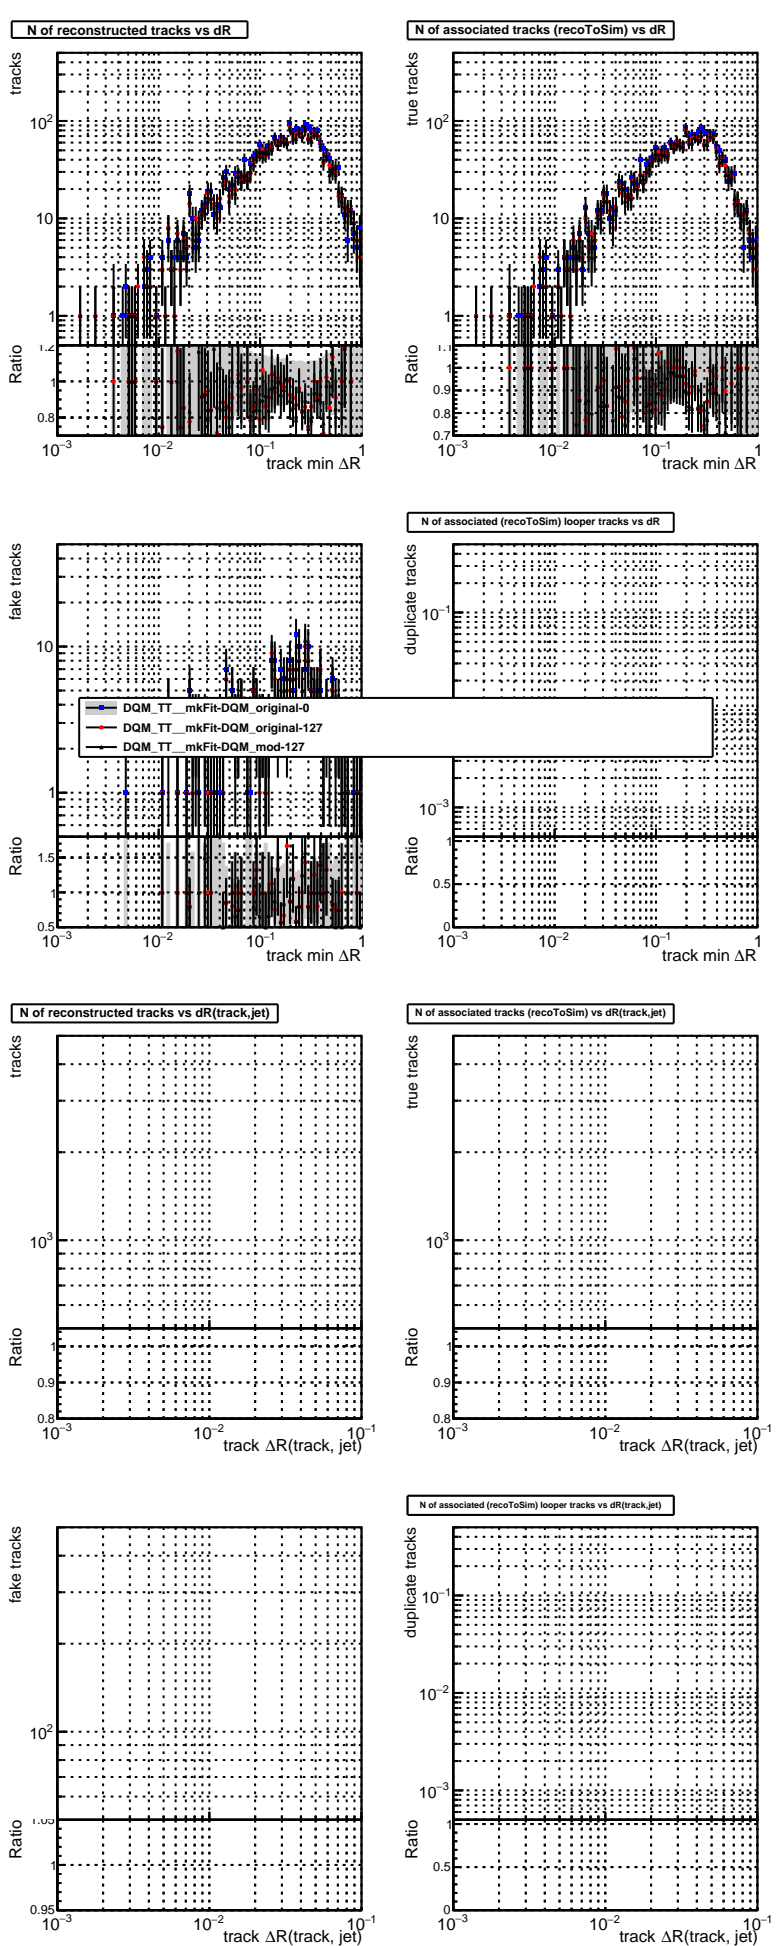 N of reconstructed tracks vs dR
tracks
10²
10
1
Ratio
1.2
1
0.8
10⁻³ 10⁻² 10⁻¹ 1
track min ΔR
N of associated tracks (recoToSim) vs dR
true tracks
10²
10
1
Ratio
1.1
1
0.9
0.8
0.7
10⁻³ 10⁻² 10⁻¹ 1
track min ΔR
fake tracks
10
1
Ratio
1.5
1
0.5
10⁻³ 10⁻² 10⁻¹ 1
track min ΔR
N of associated (recoToSim) looper tracks vs dR
duplicate tracks
10⁻¹
10⁻³
Ratio
1
0.5
0
10⁻³ 10⁻² 10⁻¹ 1
track min ΔR
DQM_TT__mkFit-DQM_original-0
DQM_TT__mkFit-DQM_original-127
DQM_TT__mkFit-DQM_mod-127
N of reconstructed tracks vs dR(track,jet)
tracks
10³
Ratio
1
0.9
0.8
10⁻³ 10⁻² 10⁻¹
track ΔR(track, jet)
N of associated tracks (recoToSim) vs dR(track,jet)
true tracks
10³
Ratio
1
0.9
0.8
10⁻³ 10⁻² 10⁻¹
track ΔR(track, jet)
fake tracks
10²
Ratio
1.05
1
0.95
10⁻³ 10⁻² 10⁻¹
track ΔR(track, jet)
N of associated (recoToSim) looper tracks vs dR(track,jet)
duplicate tracks
10⁻¹
10⁻²
10⁻³
Ratio
1
0.5
0
10⁻³ 10⁻² 10⁻¹
track ΔR(track, jet)